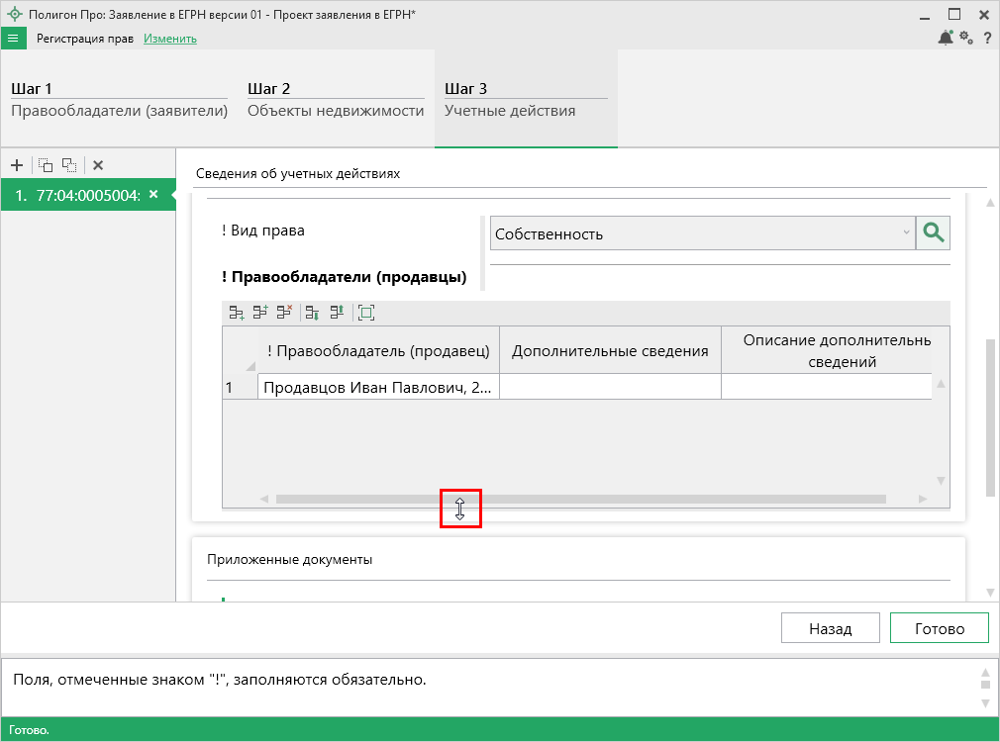 Полигон Про: Заявление в ЕГРН версии 01 - Проект заявления в ЕГРН*
Регистрация прав Изменить
?
Шаг 1
Правообладатели (заявители)
Шаг 2
Объекты недвижимости
Шаг 3
Учетные действия
1. 77:04:0005004:
Сведения об учетных действиях
! Вид права
Собственность
! Правообладатели (продавцы)
! Правообладатель (продавец)
Дополнительные сведения
Описание дополнительн
сведений
1
Продавцов Иван Павлович, 2...
Приложенные документы
Назад
Готово
Поля, отмеченные знаком "!", заполняются обязательно.
Готово.